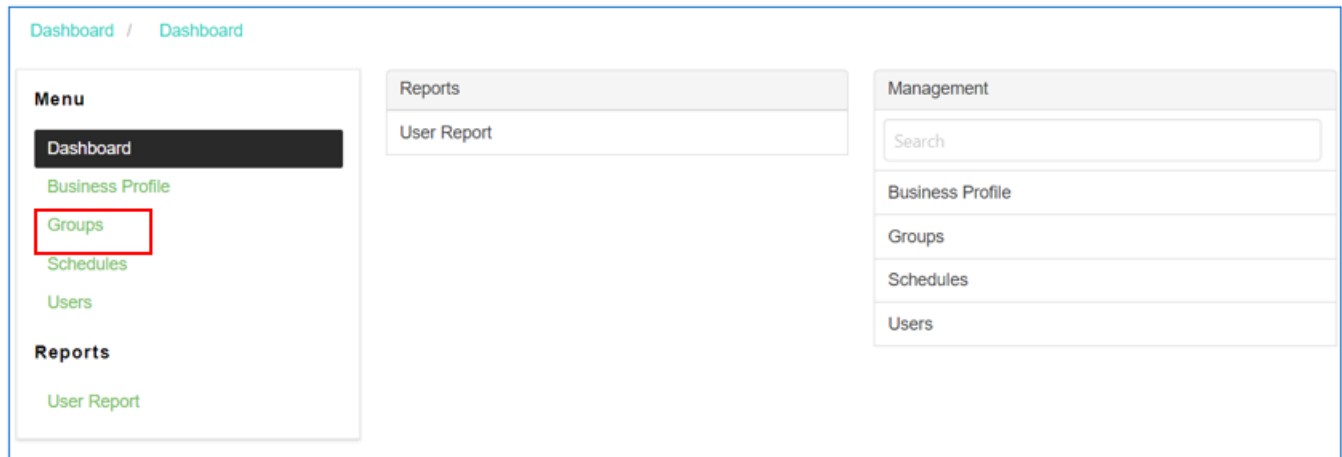 Dashboard / Dashboard
Menu
Dashboard
Business Profile
Groups
Schedules
Users
Reports
User Report
Reports
User Report
Management
Search
Business Profile
Groups
Schedules
Users